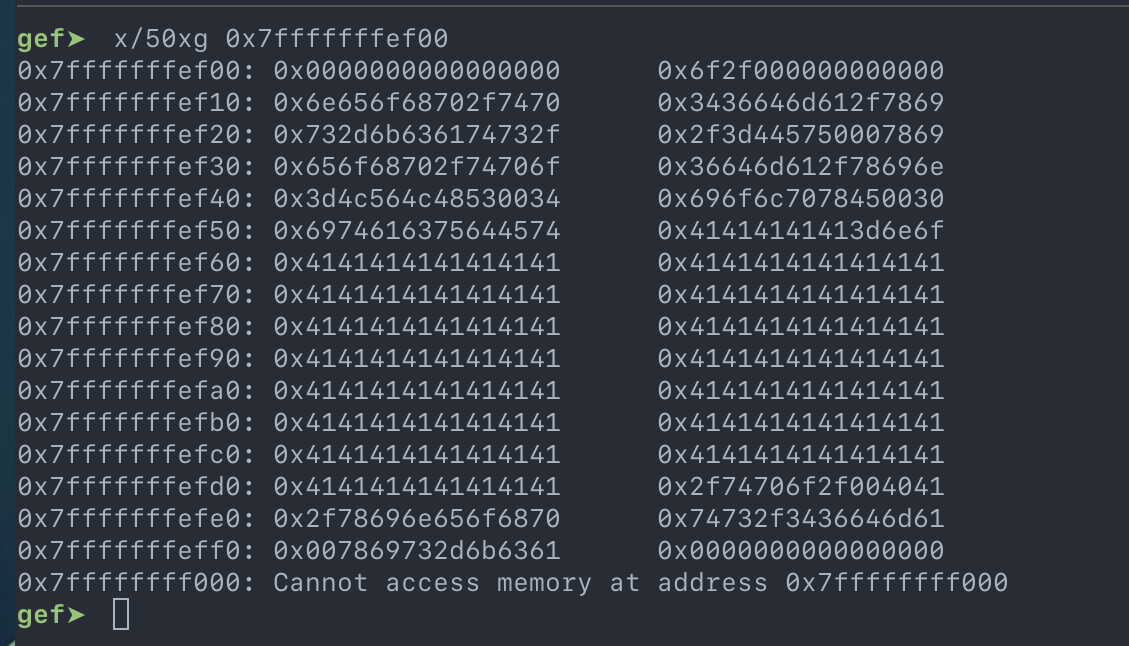 gef➤  x/50xg 0x7fffffffef00
0x7fffffffef00: 0x0000000000000000      0x6f2f000000000000
0x7fffffffef10: 0x6e656f68702f7470      0x3436646d612f7869
0x7fffffffef20: 0x732d6b636174732f      0x2f3d445750007869
0x7fffffffef30: 0x656f68702f74706f      0x36646d612f78696e
0x7fffffffef40: 0x3d4c564c48530034      0x696f6c7078450030
0x7fffffffef50: 0x6974616375644574      0x41414141413d6e6f
0x7fffffffef60: 0x4141414141414141      0x4141414141414141
0x7fffffffef70: 0x4141414141414141      0x4141414141414141
0x7fffffffef80: 0x4141414141414141      0x4141414141414141
0x7fffffffef90: 0x4141414141414141      0x4141414141414141
0x7fffffffefa0: 0x4141414141414141      0x4141414141414141
0x7fffffffefb0: 0x4141414141414141      0x4141414141414141
0x7fffffffefc0: 0x4141414141414141      0x4141414141414141
0x7fffffffefd0: 0x4141414141414141      0x2f74706f2f004041
0x7fffffffefe0: 0x2f78696e656f6870      0x74732f3436646d61
0x7fffffffeff0: 0x007869732d6b6361      0x0000000000000000
0x7ffffffff000: Cannot access memory at address 0x7ffffffff000
gef➤